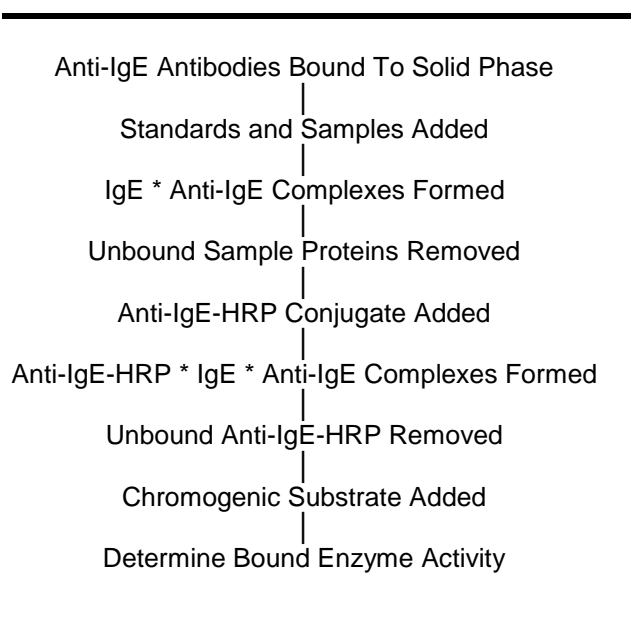 Anti-IgE Antibodies Bound To Solid Phase
Standards and Samples Added
IgE * Anti-IgE Complexes Formed
Unbound Sample Proteins Removed
Anti-IgE-HRP Conjugate Added
Anti-IgE-HRP * IgE * Anti-IgE Complexes Formed
Unbound Anti-IgE-HRP Removed
Chromogenic Substrate Added
Determine Bound Enzyme Activity